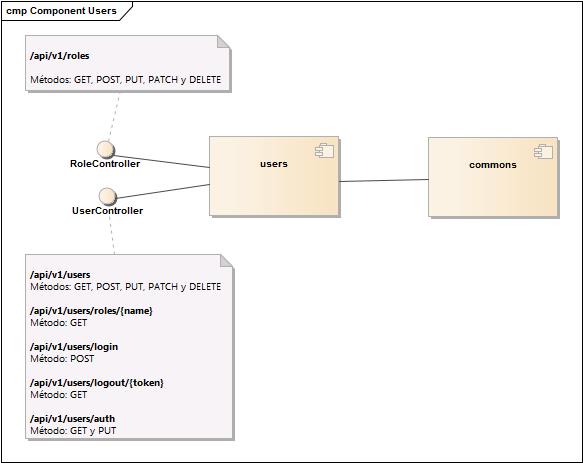 cmp Component Users
/api/v1/roles
Métodos: GET, POST, PUT, PATCH y DELETE
RoleController
users
commons
UserController
/api/v1/users
Métodos: GET, POST, PUT, PATCH y DELETE
/api/v1/users/roles/{name}
Método: GET
/api/v1/users/login
Método: POST
/api/v1/users/logout/{token}
Método: GET
/api/v1/users/auth
Método: GET y PUT